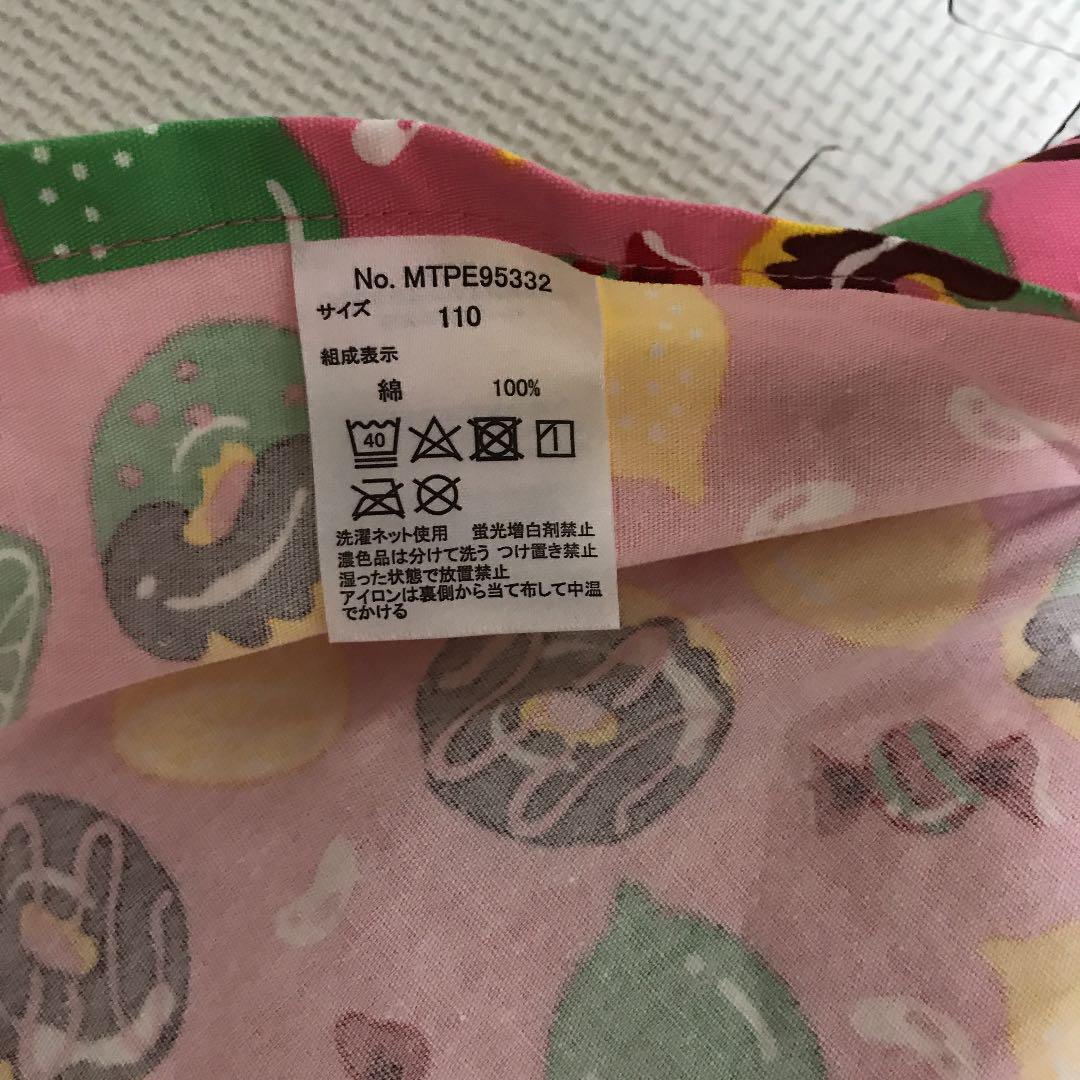 No. MTPE95332
サイズ 110
組成表示
綿 100%
40
洗濯ネット使用 蛍光増白剤禁止
濃色品は分けて洗う つけ置き禁止
湿った状態で放置禁止
アイロンは裏側から当て布して中温
でかける